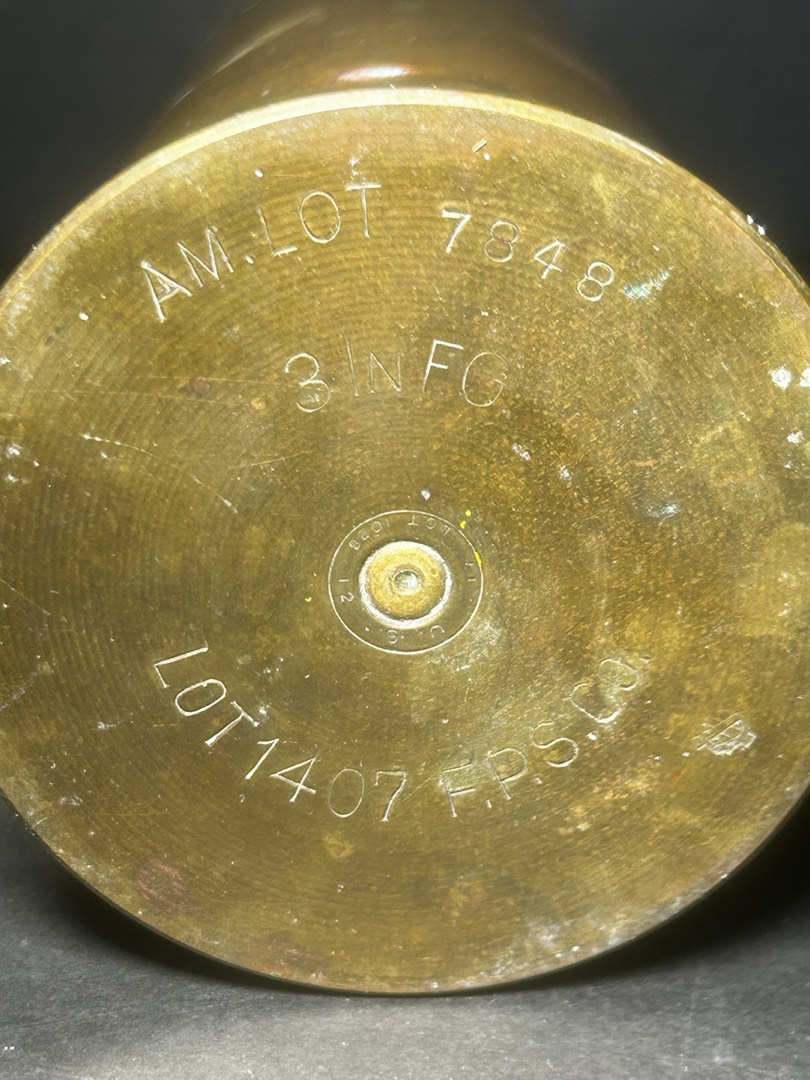 AM. LOT 7848
3 IN FG
LOT 1407 F.P.S. Co.